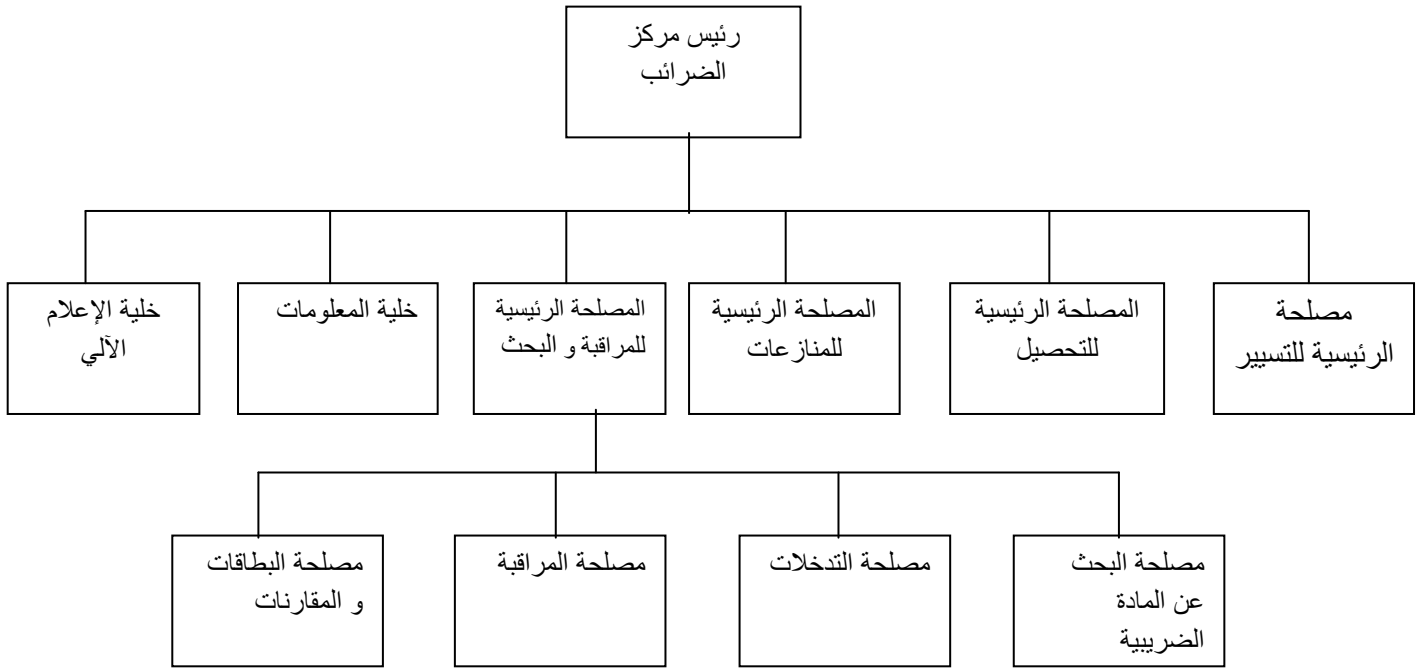 رئيس مركز
الضرائب
مصلحة
الرئيسية للتسيير
المصلحة الرئيسية
للتحصيل
المصلحة الرئيسية
للمنازعات
المصلحة الرئيسية
للمراقبة و البحث
خلية المعلومات
خلية الإعلام
الآلي
مصلحة البحث
عن المادة
الضريبية
مصلحة التدخلات
مصلحة المراقبة
مصلحة البطاقات
و المقارنات